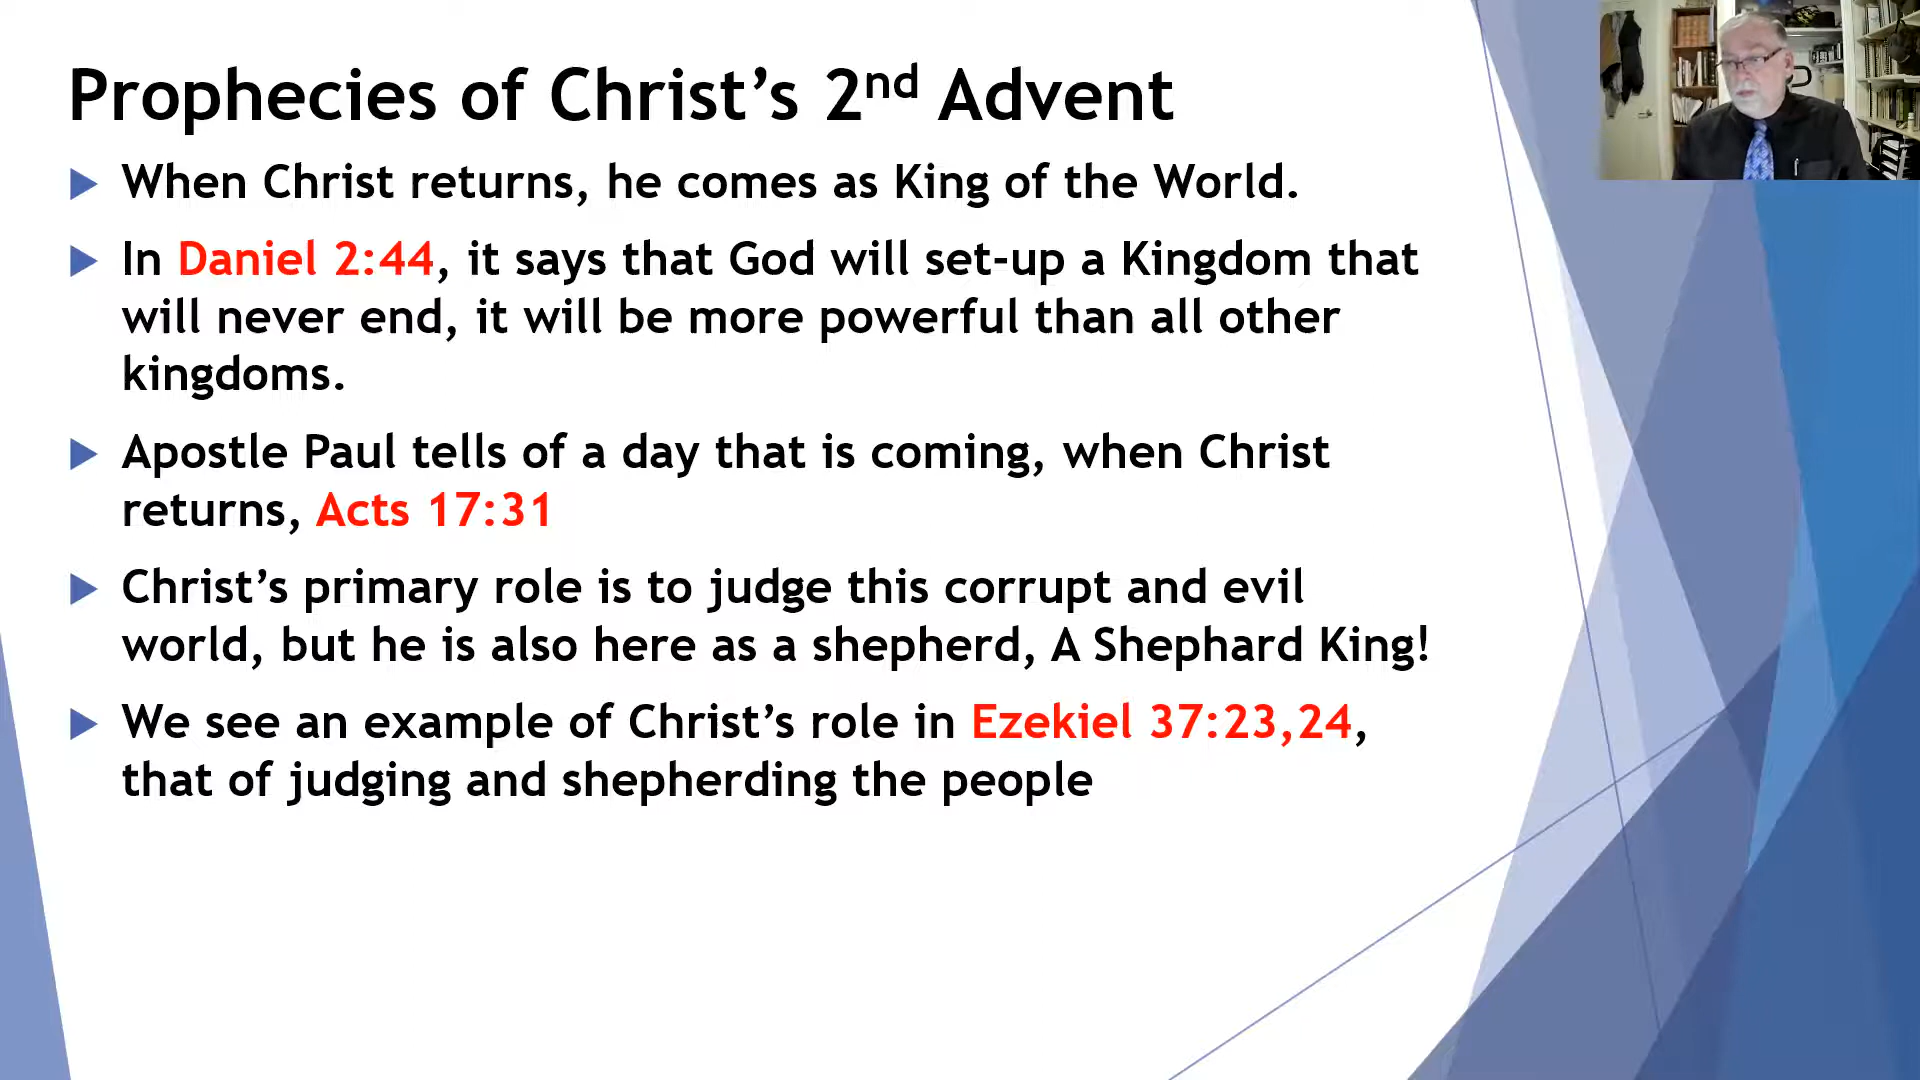 Prophecies of Christ’s 2nd Advent
When Christ returns, he comes as King of the World.
In Daniel 2:44, it says that God will set-up a Kingdom that
will never end, it will be more powerful than all other
kingdoms.
Apostle Paul tells of a day that is coming, when Christ
returns, Acts 17:31
Christ’s primary role is to judge this corrupt and evil
world, but he is also here as a shepherd, A Shephard King!
We see an example of Christ’s role in Ezekiel 37:23,24,
that of judging and shepherding the people